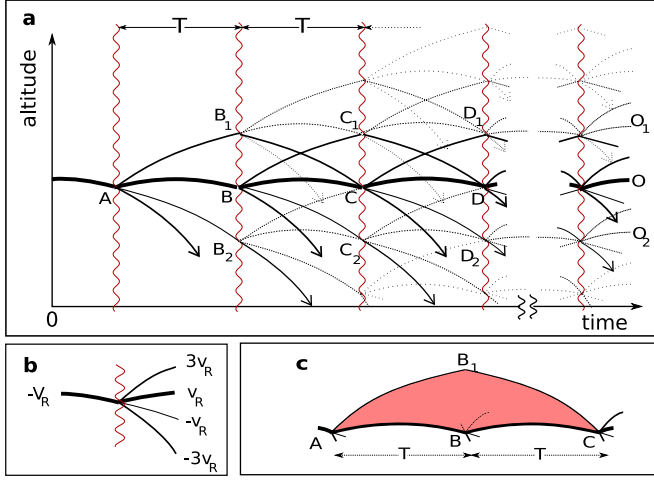 a
T T
altitude
B1 C1 D1 O1
A B C D O
B2 C2 D2 O2
0 time
b
3vR
-vR vR
-vR
-3vR
c
B1
A B C
T T